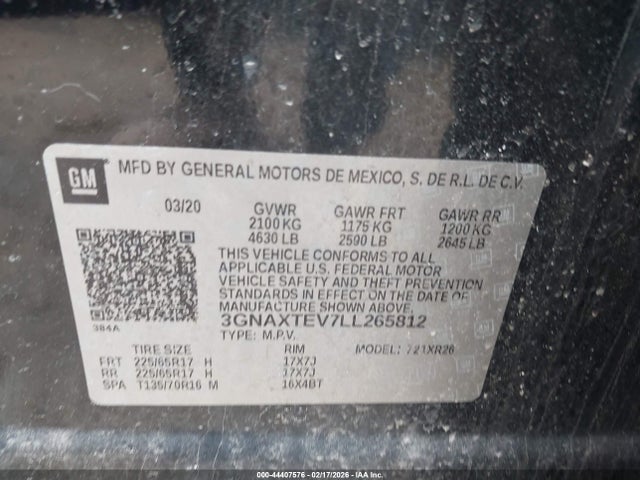 GM
MFD BY GENERAL MOTORS DE MEXICO, S. DE R.L. DE C.V.
03/20 GVWR GAWR FRT GAWR RR
2100 KG 1175 KG 1200 KG
4630 LB 2590 LB 2645 LB
THIS VEHICLE CONFORMS TO ALL
APPLICABLE U.S. FEDERAL MOTOR
VEHICLE SAFETY AND THEFT PREVENTION
STANDARDS IN EFFECT ON THE DATE OF
MANUFACTURE SHOWN ABOVE.
3GNAXTEV7LL265812
384A
TYPE: M.P.V.
TIRE SIZE RIM MODEL: 721XR26
FRT 225/65R17 H 17X7J
RR 225/65R17 H 17X7J
SPA T135/70R16 M 16X4BT
000-44407576 - 02/17/2026 - IAAI.COM